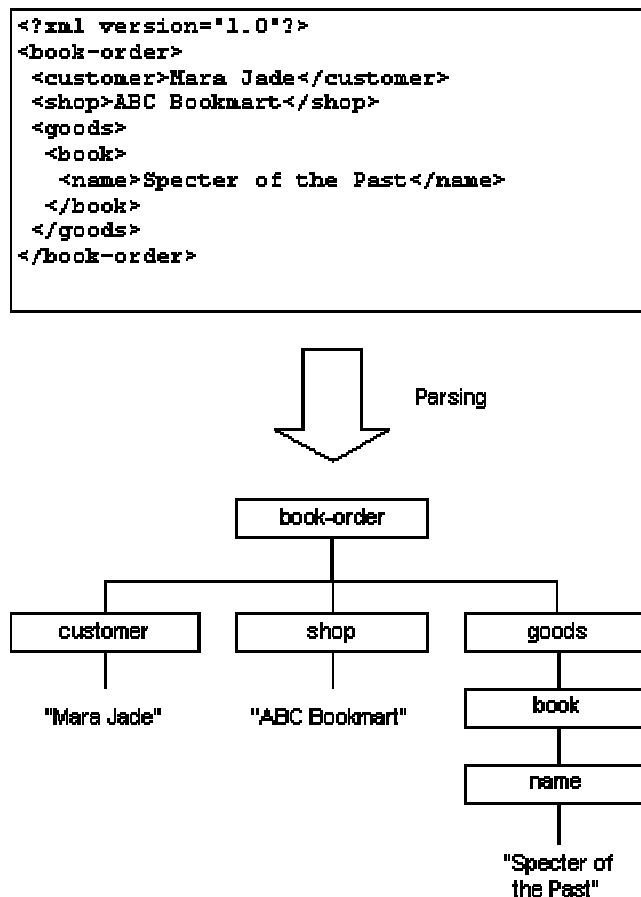 <?xml version="1.0"?>
<book-order>
<customer>Mara Jade</customer>
<shop>ABC Bookmart</shop>
<goods>
<book>
<name>Specter of the Past</name>
</book>
</goods>
</book-order>
Parsing
book-order
customer
shop
goods
"Mara Jade"
"ABC Bookmart"
book
name
"Specter of
the Past"